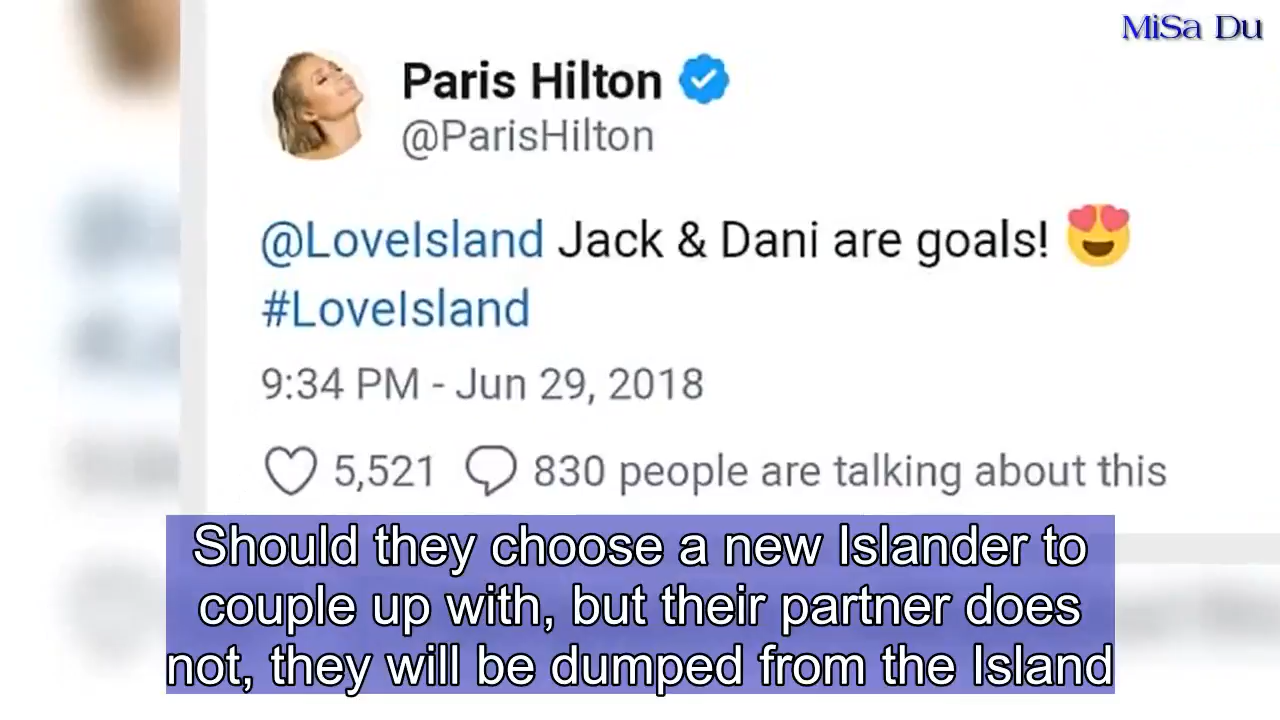 MiSa Du
Paris Hilton
@ParisHilton
@LoveIsland Jack & Dani are goals! 😍
#LoveIsland
9:34 PM - Jun 29, 2018
5,521 830 people are talking about this
Should they choose a new Islander to
couple up with, but their partner does
not, they will be dumped from the Island